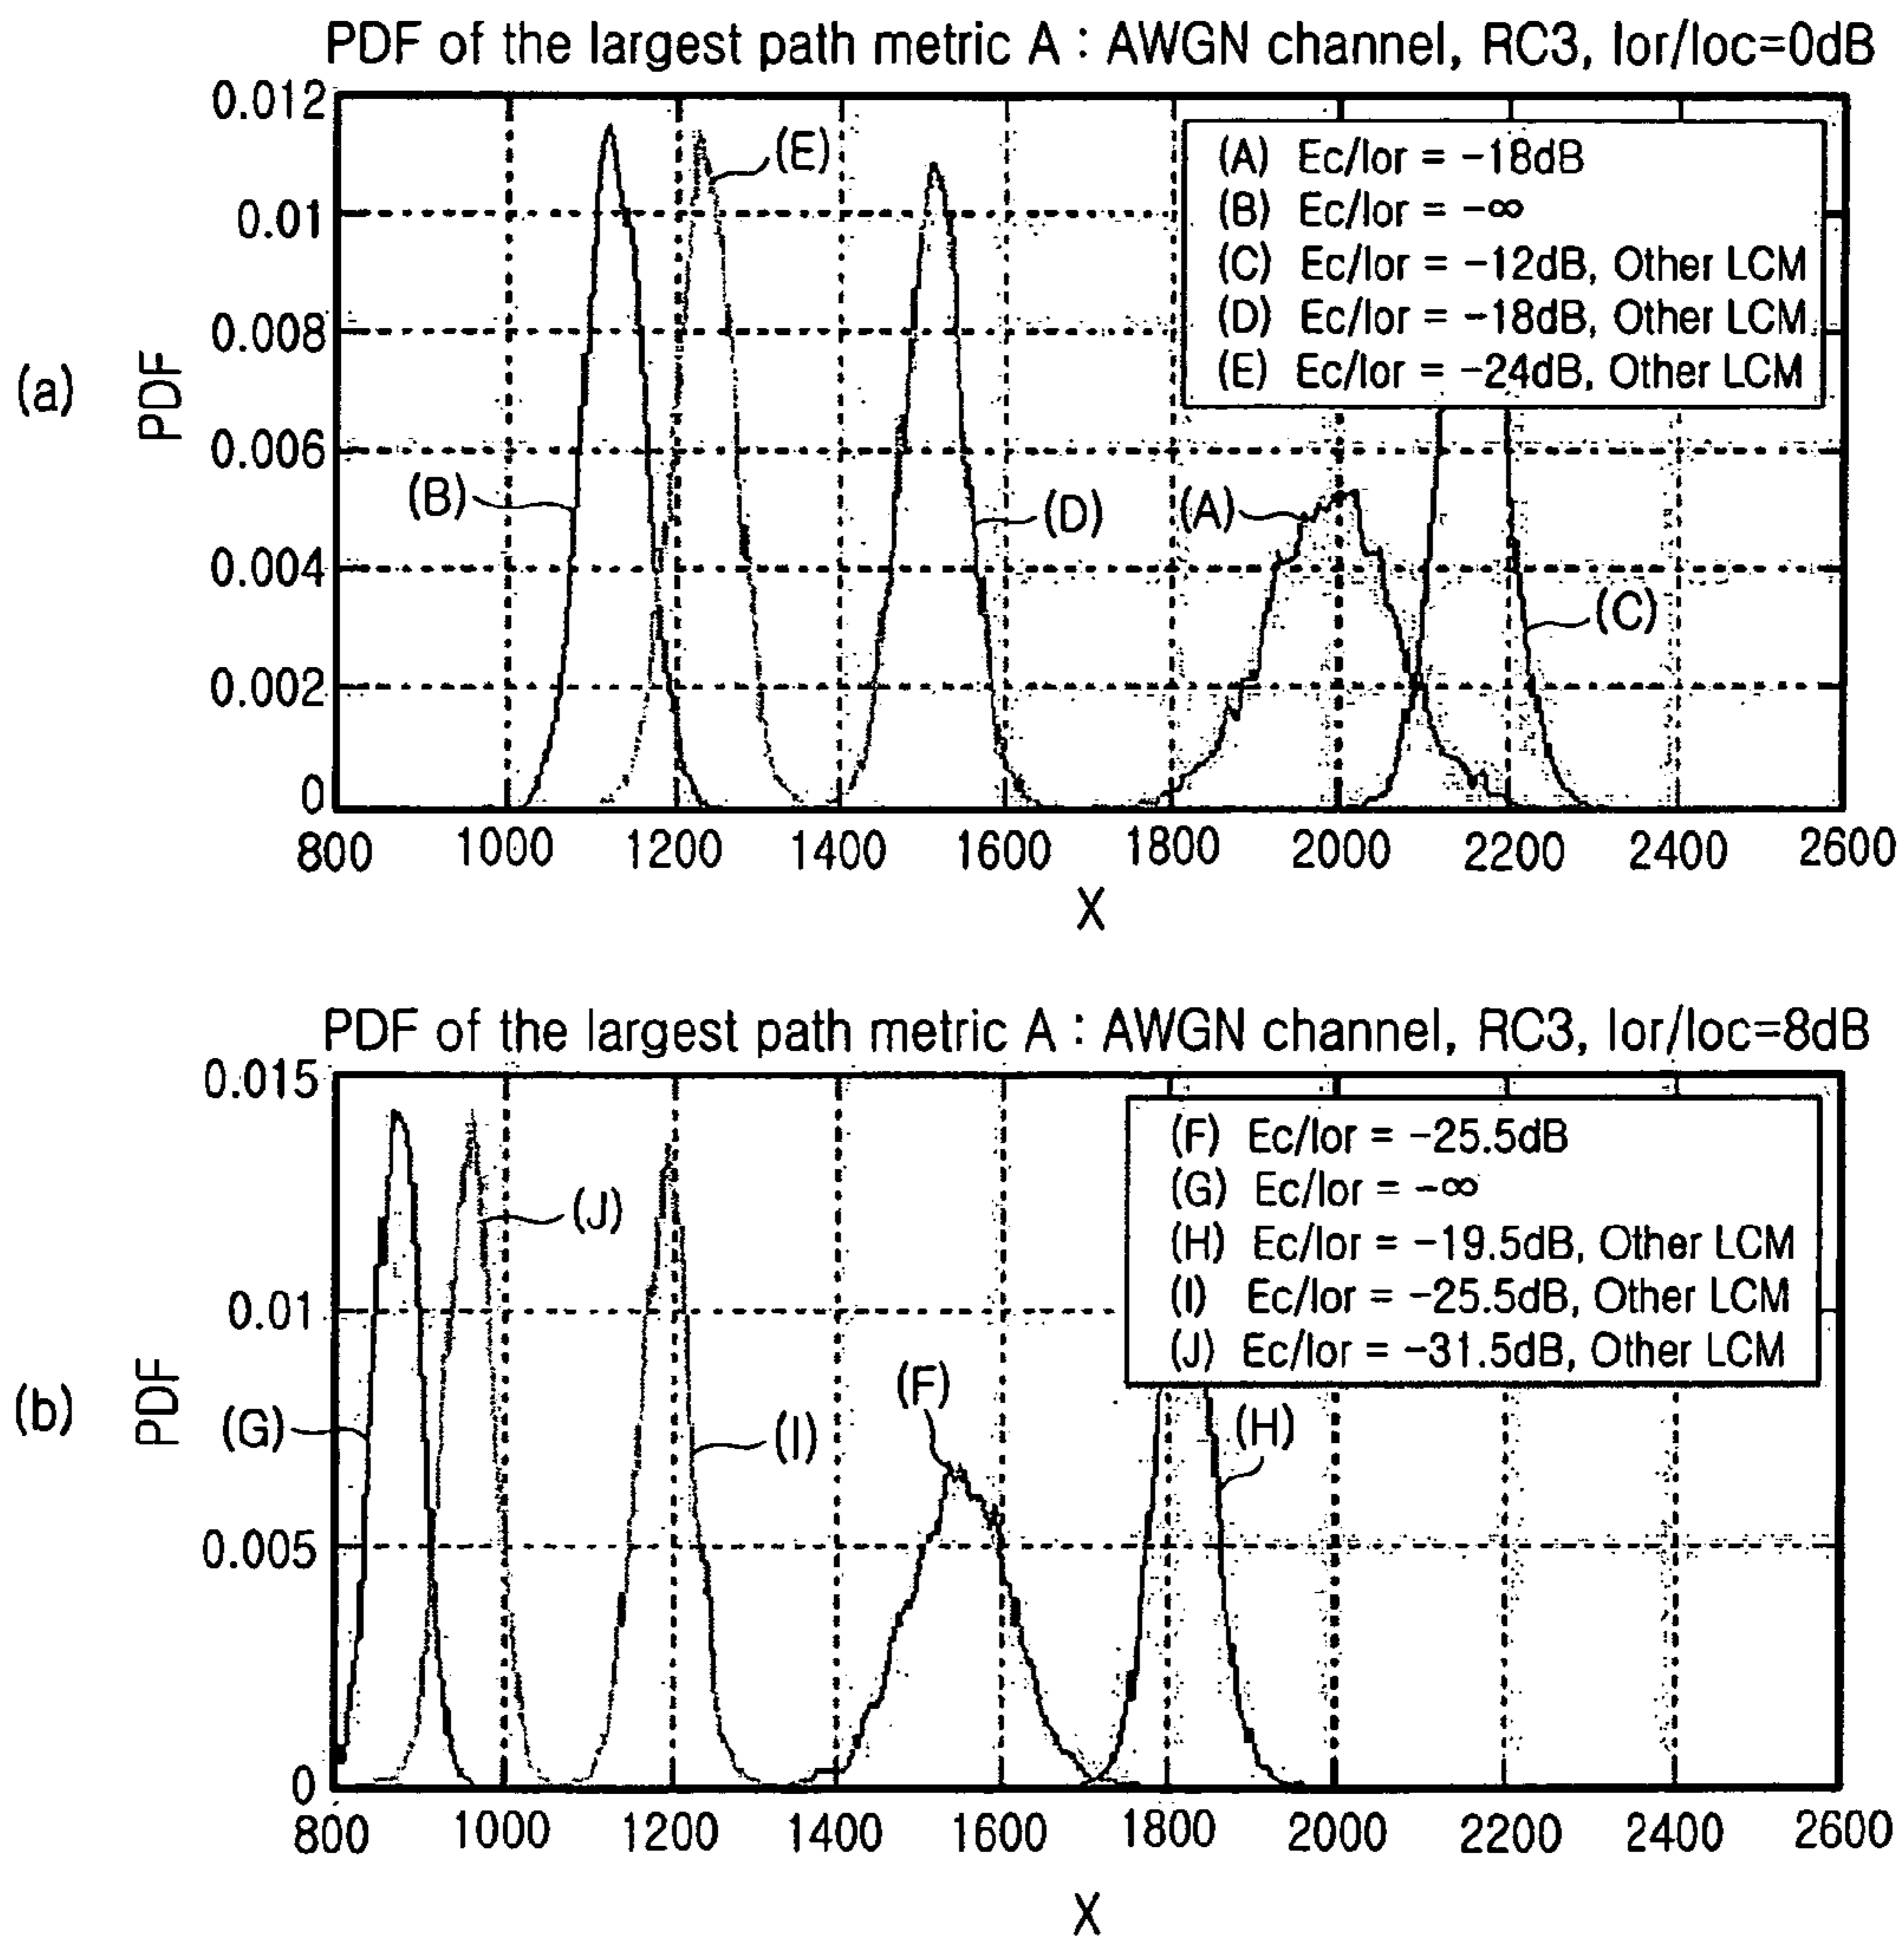 PDF of the largest path metric A : AWGN channel, RC3, Ior/Ioc=0dB
0.012
0.01
0.008
0.006
0.004
0.002
0
(a)
PDF
(A) Ec/Ior = -18dB
(B) Ec/Ior = -∞
(C) Ec/Ior = -12dB, Other LCM
(D) Ec/Ior = -18dB, Other LCM
(E) Ec/Ior = -24dB, Other LCM
(E)
(B)
(D)
(A)
(C)
800 1000 1200 1400 1600 1800 2000 2200 2400 2600
X
PDF of the largest path metric A : AWGN channel, RC3, Ior/Ioc=8dB
0.015
0.01
0.005
0
(b)
PDF
(F) Ec/Ior = -25.5dB
(G) Ec/Ior = -∞
(H) Ec/Ior = -19.5dB, Other LCM
(I) Ec/Ior = -25.5dB, Other LCM
(J) Ec/Ior = -31.5dB, Other LCM
(J)
(F)
(G)
(I)
(H)
800 1000 1200 1400 1600 1800 2000 2200 2400 2600
X